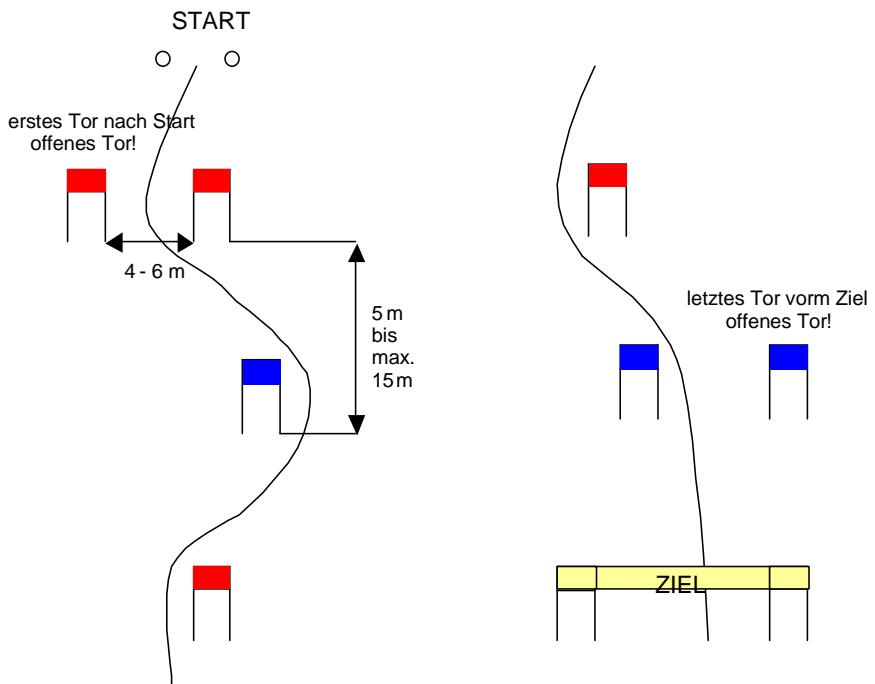 START
erstes Tor nach Start
offenes Tor!
4 - 6 m
5 m
bis
max.
15 m
letztes Tor vorm Ziel
offenes Tor!
ZIEL